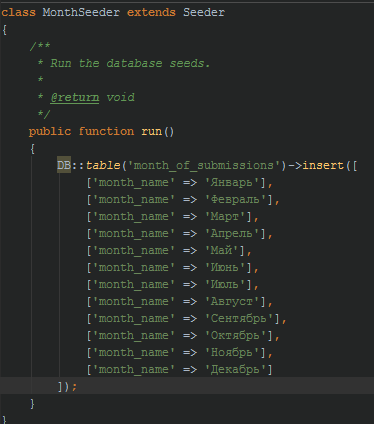 class MonthSeeder extends Seeder
{
    /**
     * Run the database seeds.
     *
     * @return void
     */
    public function run()
    {
        DB::table('month_of_submissions')->insert([
            ['month_name' => 'Январь'],
            ['month_name' => 'Февраль'],
            ['month_name' => 'Март'],
            ['month_name' => 'Апрель'],
            ['month_name' => 'Май'],
            ['month_name' => 'Июнь'],
            ['month_name' => 'Июль'],
            ['month_name' => 'Август'],
            ['month_name' => 'Сентябрь'],
            ['month_name' => 'Октябрь'],
            ['month_name' => 'Ноябрь'],
            ['month_name' => 'Декабрь']
        ]);
    }
}